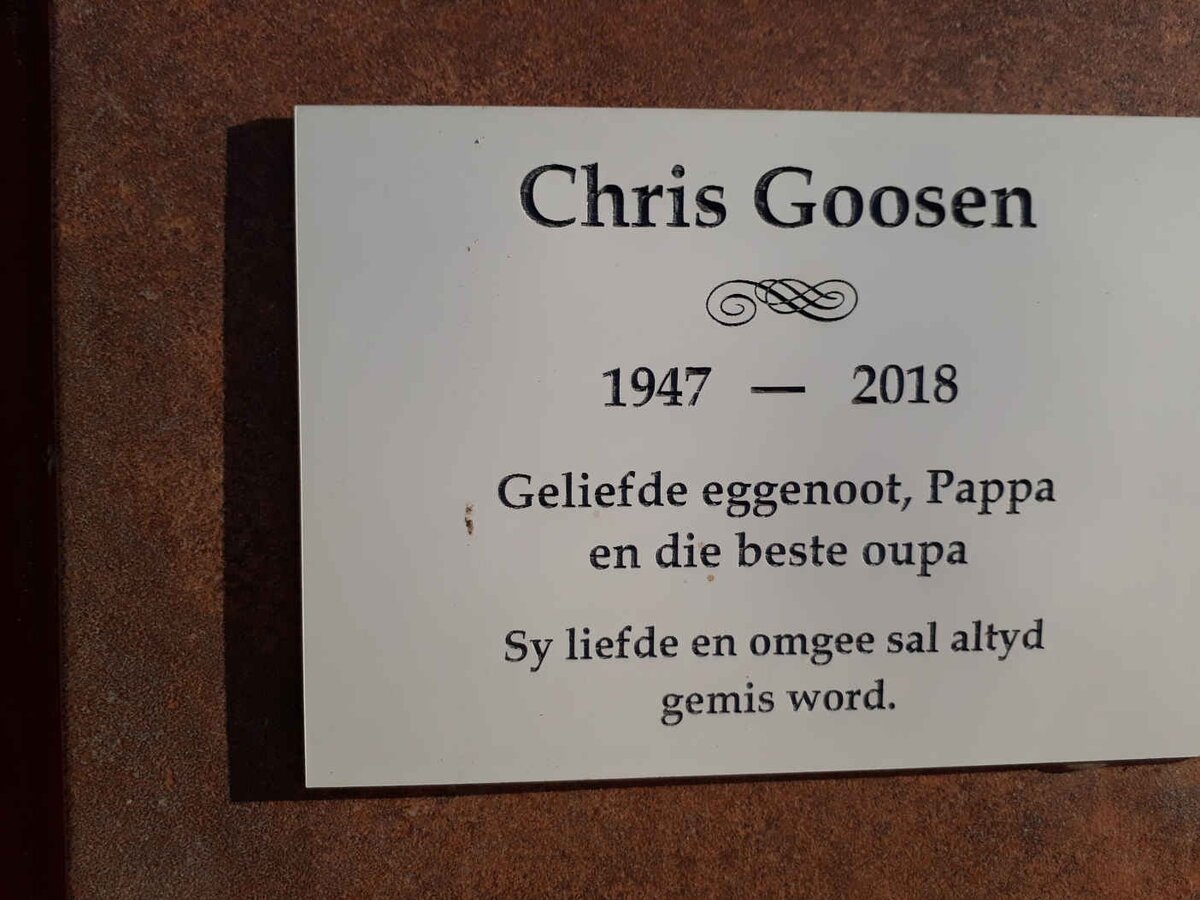 Chris Goosen
1947 — 2018
Geliefde eggenoot, Pappa
en die beste oupa
Sy liefde en omgee sal altyd
gemis word.